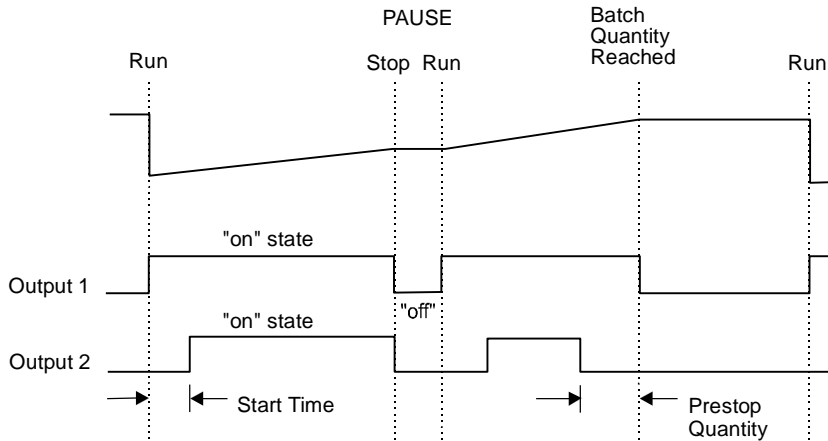 PAUSE
Batch
Quantity
Reached
Run
Stop
Run
Run
"on" state
Output 1
"off"
"on" state
Output 2
Start Time
Prestop
Quantity